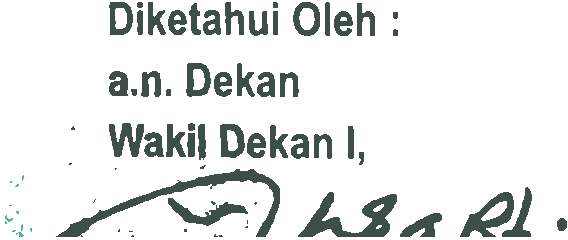 Diketahui Oleh :
a.n. Dekan
Wakil Dekan I,